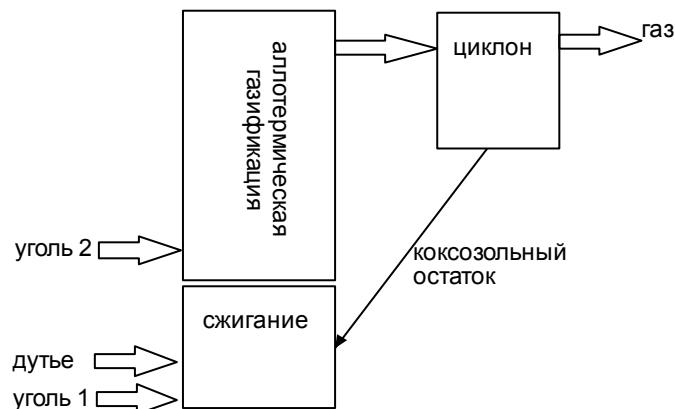 аллотермическая
газификация
циклон
газ
уголь 2
коксозольный
остаток
сжигание
дутье
уголь 1